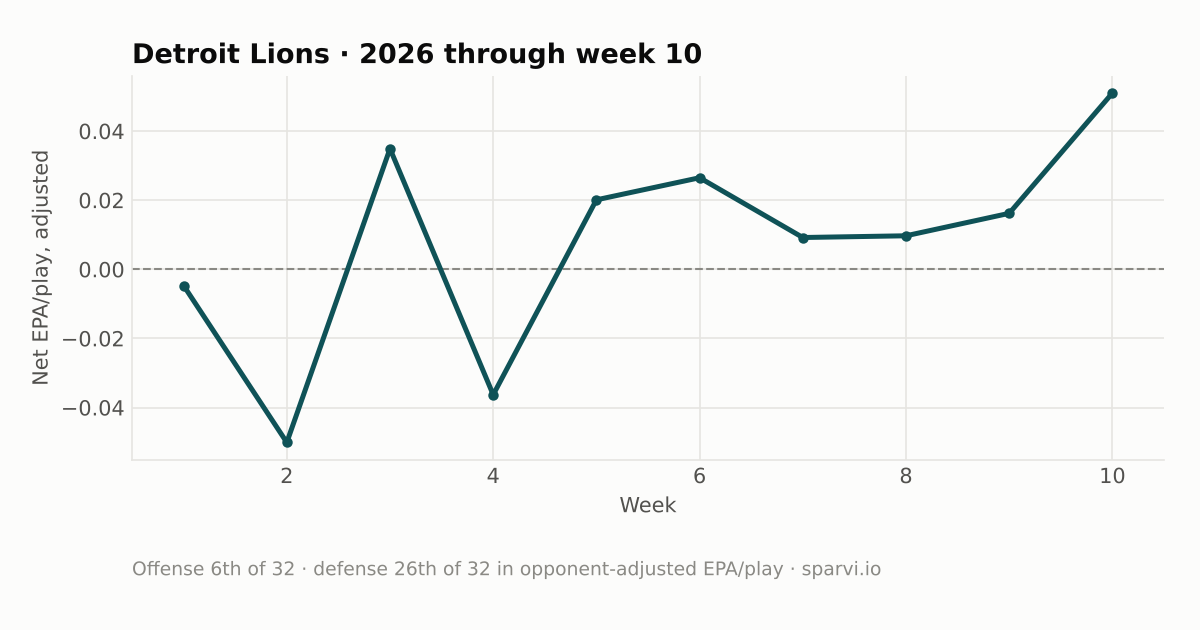 Detroit Lions · 2026 through week 10
Net EPA/play, adjusted
0.04
0.02
0.00
−0.02
−0.04
2 4 6 8 10
Week
Offense 6th of 32 · defense 26th of 32 in opponent-adjusted EPA/play · sparvi.io